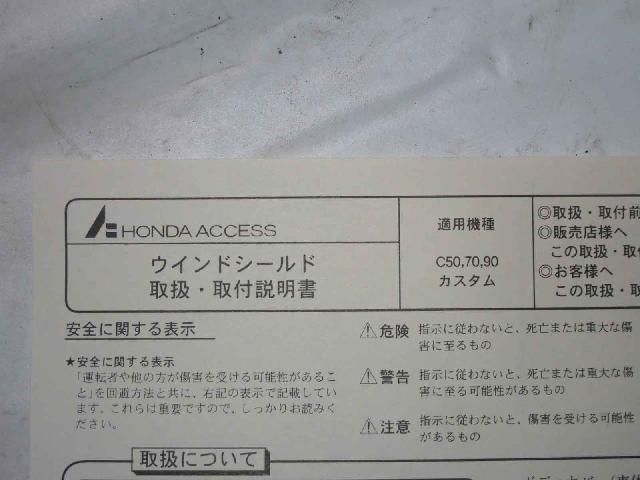 HONDA ACCESS
ウインドシールド
取扱・取付説明書
適用機種
C50,70,90
カスタム
◎取扱・取付前
◎販売店様へ
この取扱・取付
◎お客様へ
この取扱・取
安全に関する表示
★安全に関する表示
「運転者や他の方が傷害を受ける可能性があるこ
と」を回避方法と共に、右記の表示で記載してい
ます。これらは重要ですので、しっかりお読みく
ださい。
⚠危険 指示に従わないと、死亡または重大な傷
害に至るもの
⚠警告 指示に従わないと、死亡または重大な傷
害に至る可能性があるもの
⚠注意 指示に従わないと、傷害を受ける可能性
があるもの
取扱について